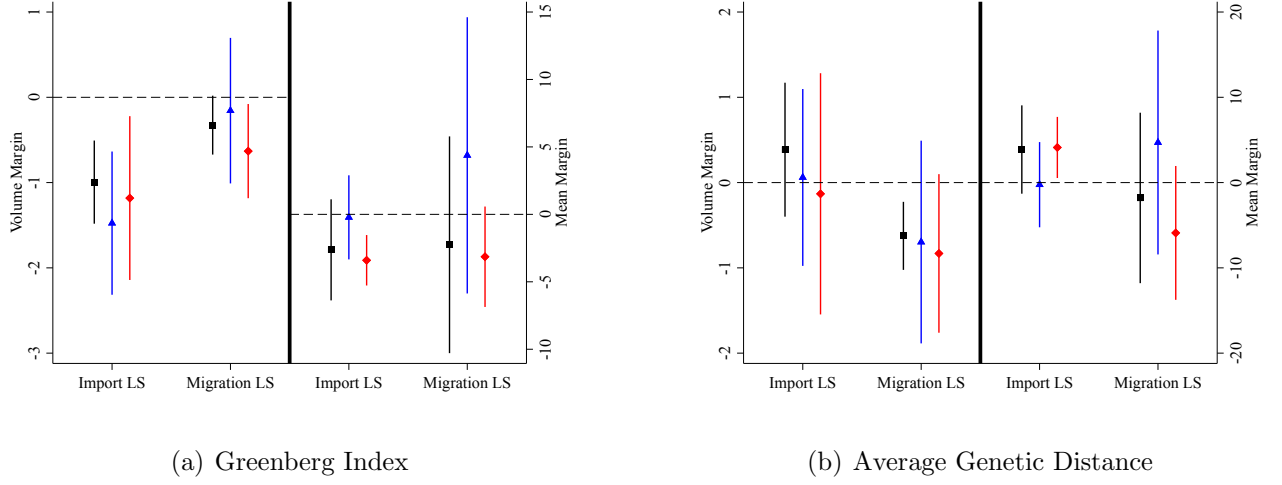 1
0
-1
-2
-3
Volume Margin
15
10
5
0
-5
-10
Mean Margin
Import LS
Migration LS
Import LS
Migration LS
(a) Greenberg Index
2
1
0
-1
-2
Volume Margin
20
10
0
-10
-20
Mean Margin
Import LS
Migration LS
Import LS
Migration LS
(b) Average Genetic Distance